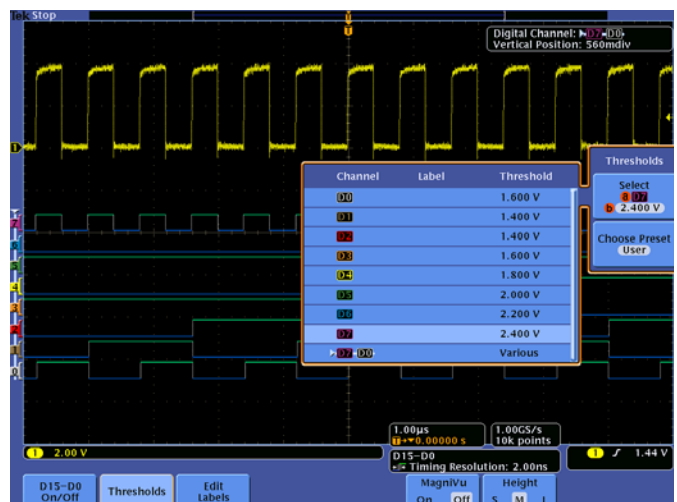 Tek Stop
Digital Channel: D7-D0
Vertical Position: 560mdiv
Thresholds
Select
a D7
b 2.400 V
Choose Preset
User
Channel Label Threshold
D0 1.600 V
D1 1.400 V
D2 1.400 V
D3 1.600 V
D4 1.800 V
D5 2.000 V
D6 2.200 V
D7 2.400 V
D7-D0 Various
1 2.00 V
1.00µs
T→▼0.00000 s
1.00GS/s
10k points
D15-D0
Timing Resolution: 2.00ns
1 1.44 V
D15-D0
On/Off
Thresholds
Edit
Labels
MagniVu
On Off
Height
S M